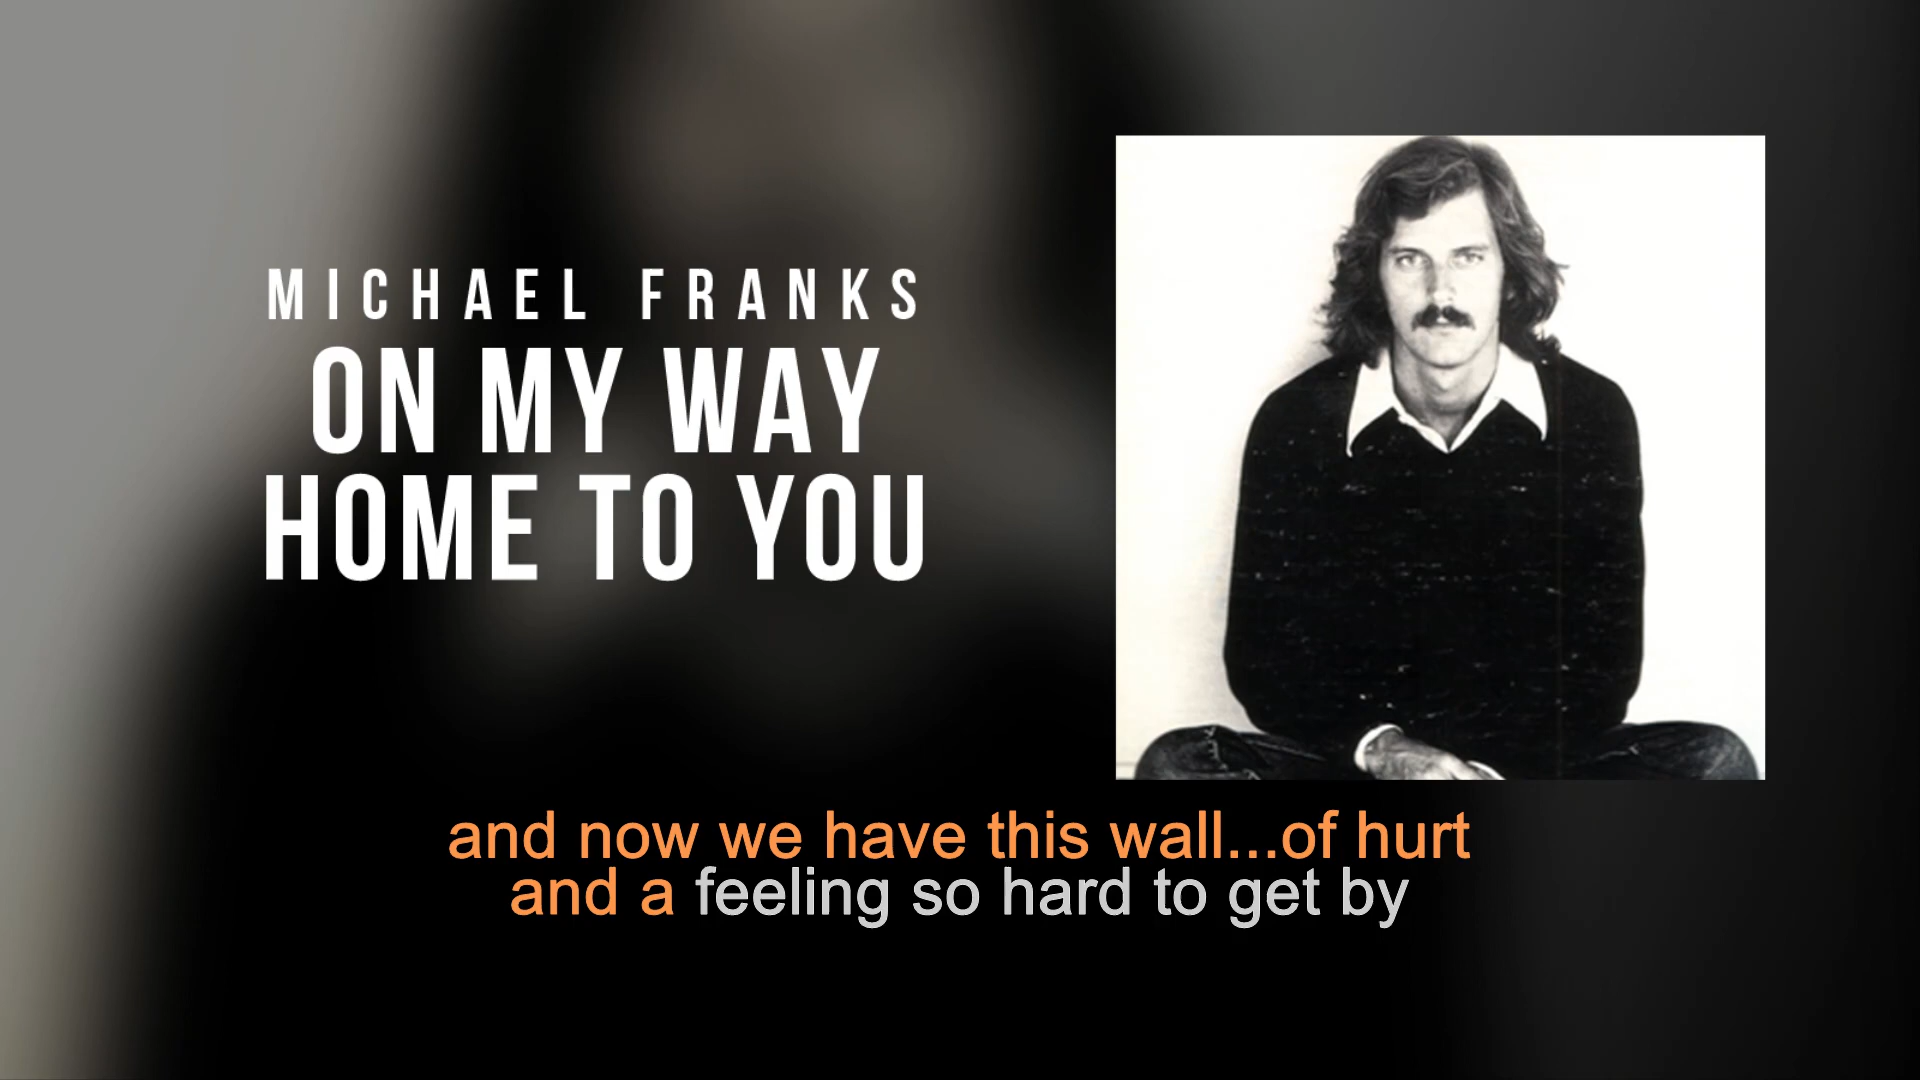 MICHAEL FRANKS
ON MY WAY
HOME TO YOU
and now we have this wall...of hurt
and a feeling so hard to get by